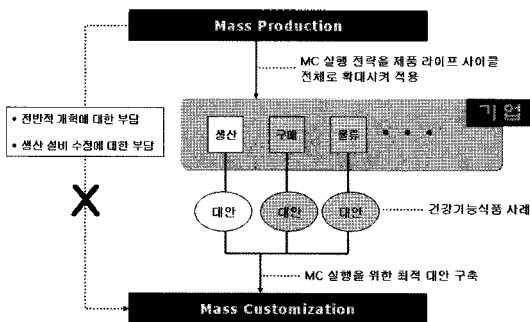 Mass Production
MC 실행 전략을 제품 라이프 사이클
전체로 확대시켜 적용
• 전반적 개혁에 대한 부담
• 생산 설비 수정에 대한 부담
기업
생산
구매
물류
• • •
대안
대안
대안
건강기능식품 사례
MC 실행을 위한 최적 대안 구축
Mass Customization